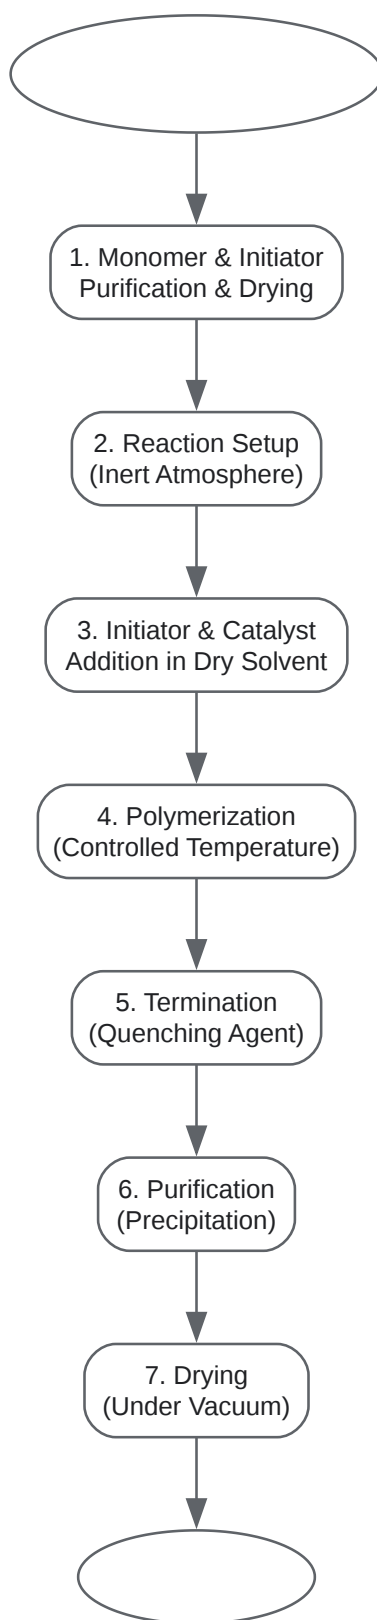 1. Monomer & Initiator
Purification & Drying
2. Reaction Setup
(Inert Atmosphere)
3. Initiator & Catalyst
Addition in Dry Solvent
4. Polymerization
(Controlled Temperature)
5. Termination
(Quenching Agent)
6. Purification
(Precipitation)
7. Drying
(Under Vacuum)